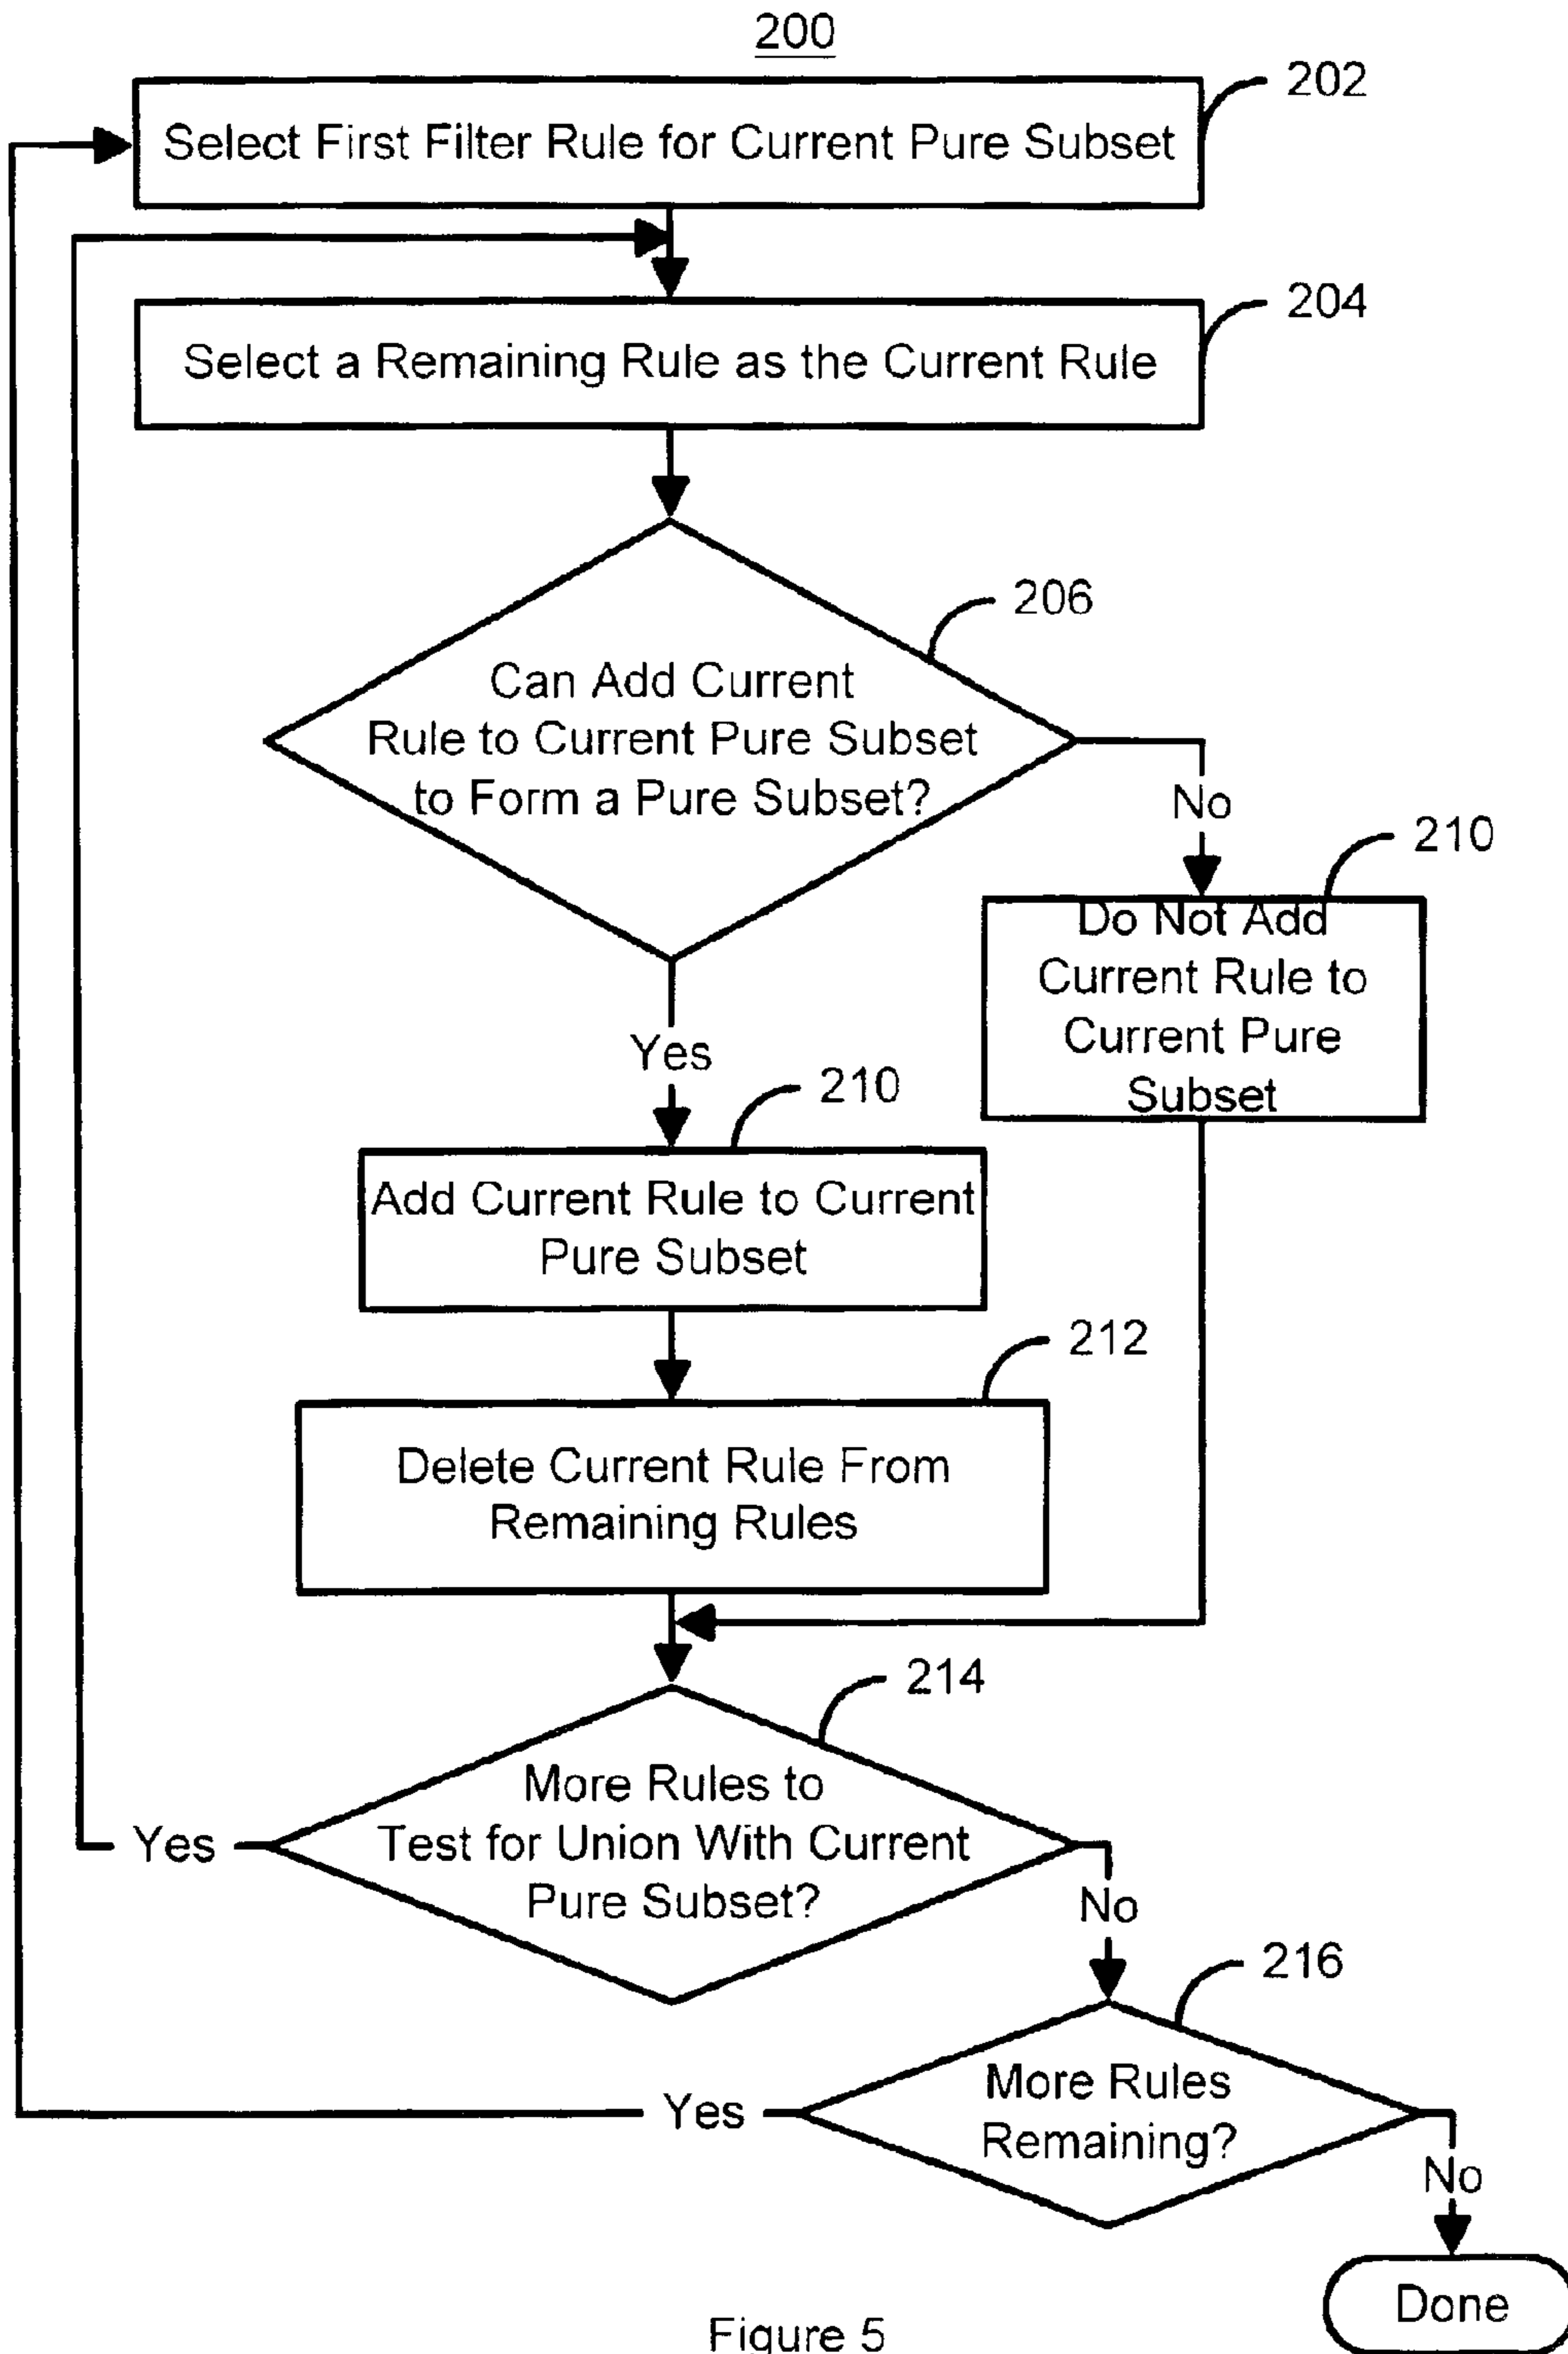 200
202
Select First Filter Rule for Current Pure Subset
204
Select a Remaining Rule as the Current Rule
206
Can Add Current
Rule to Current Pure Subset
to Form a Pure Subset?
No
210
Do Not Add
Current Rule to
Current Pure
Subset
Yes
210
Add Current Rule to Current
Pure Subset
212
Delete Current Rule From
Remaining Rules
214
More Rules to
Test for Union With Current
Pure Subset?
Yes
No
216
More Rules
Remaining?
Yes
No
Done
Figure 5